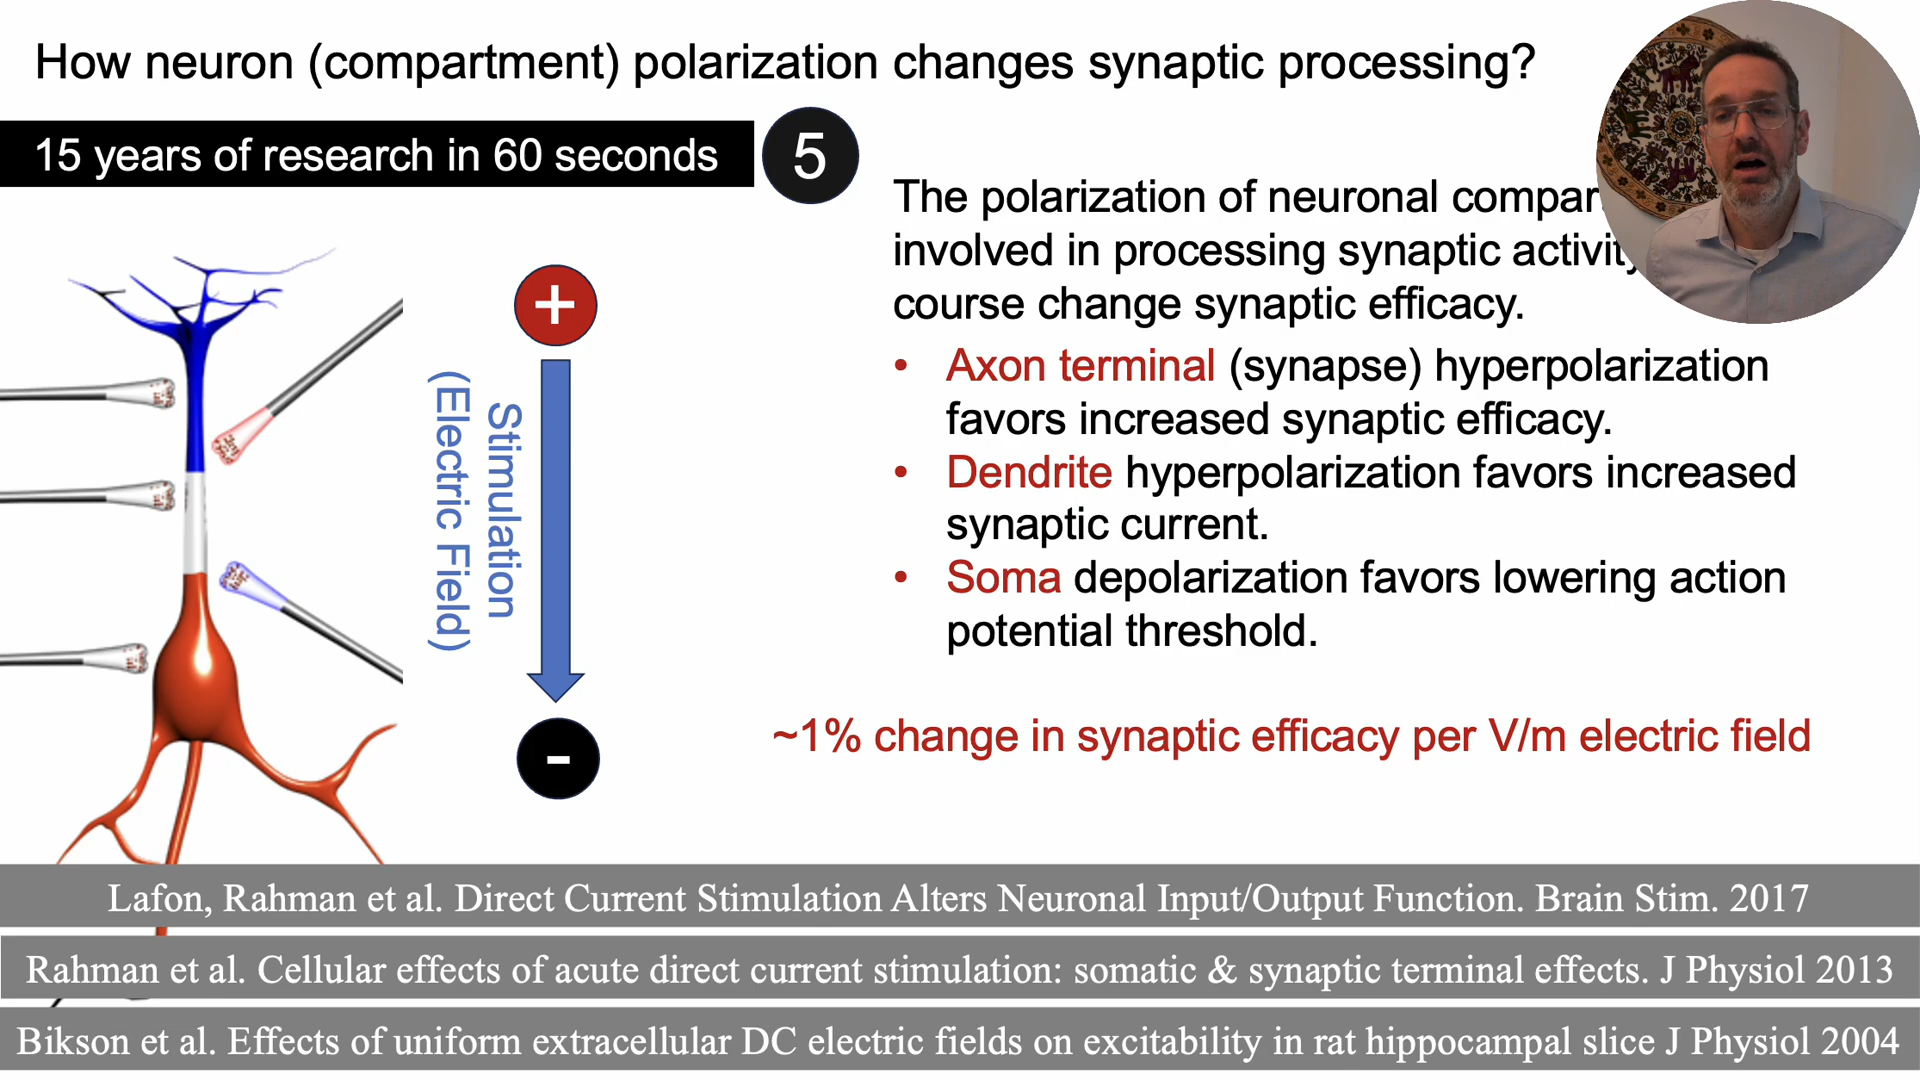 How neuron (compartment) polarization changes synaptic processing?
15 years of research in 60 seconds
5
The polarization of neuronal
involved in processing synaptic activity
course change synaptic efficacy.
• Axon terminal (synapse) hyperpolarization
favors increased synaptic efficacy.
• Dendrite hyperpolarization favors increased
synaptic current.
• Soma depolarization favors lowering action
potential threshold.
+
Stimulation
(Electric Field)
-
~1% change in synaptic efficacy per V/m electric field
Lafon, Rahman et al. Direct Current Stimulation Alters Neuronal Input/Output Function. Brain Stim. 2017
Rahman et al. Cellular effects of acute direct current stimulation: somatic & synaptic terminal effects. J Physiol 2013
Bikson et al. Effects of uniform extracellular DC electric fields on excitability in rat hippocampal slice J Physiol 2004